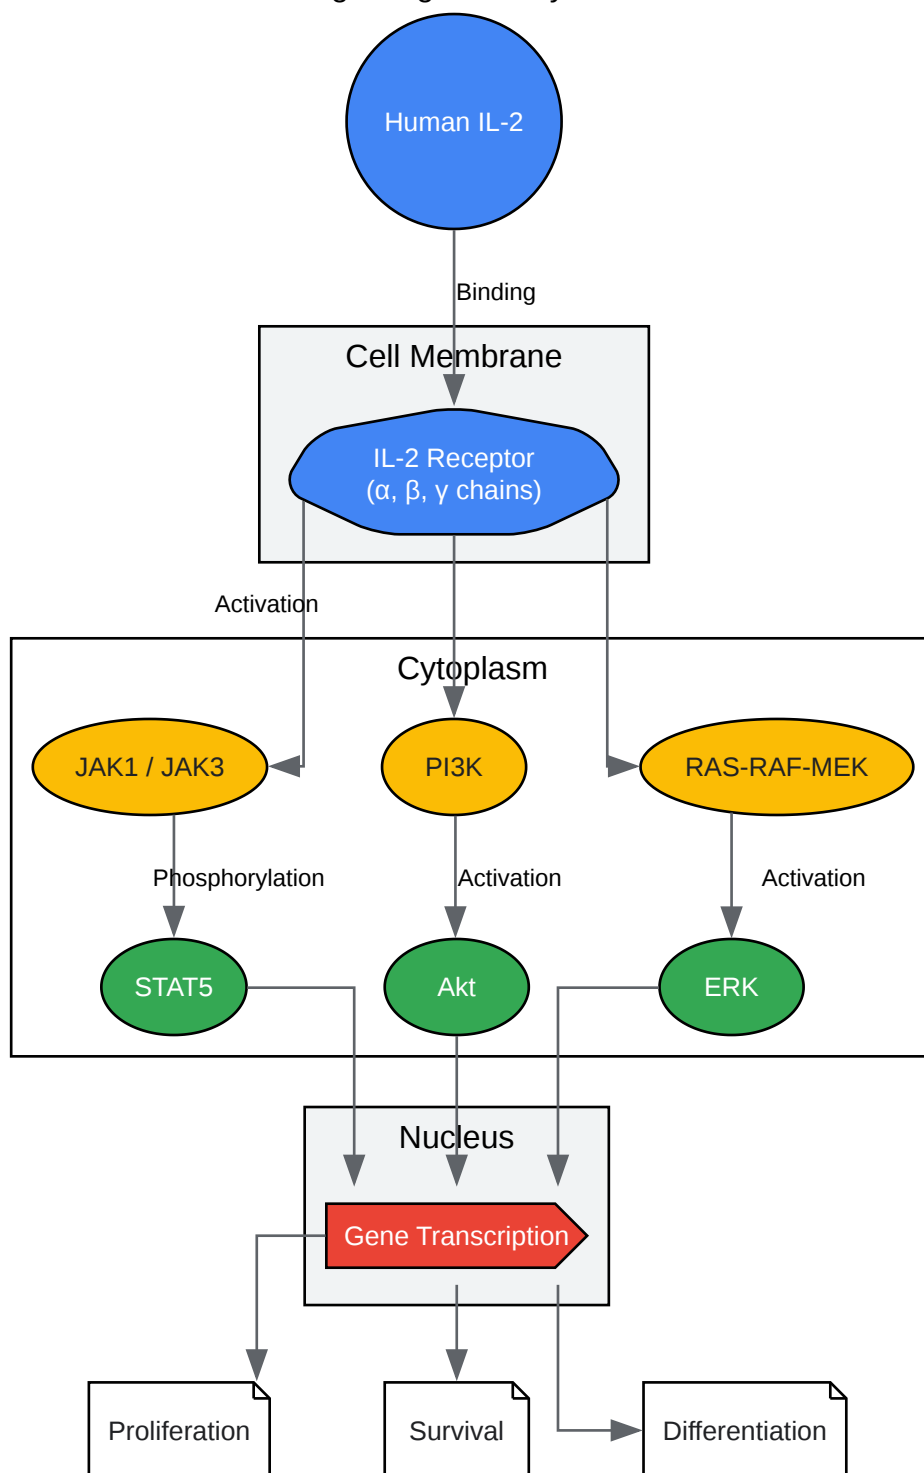 Human IL-2
Binding
Cell Membrane
IL-2 Receptor
(α, β, γ chains)
Activation
Cytoplasm
JAK1 / JAK3
PI3K
RAS-RAF-MEK
Phosphorylation
Activation
Activation
STAT5
Akt
ERK
Nucleus
Gene Transcription
Proliferation
Survival
Differentiation